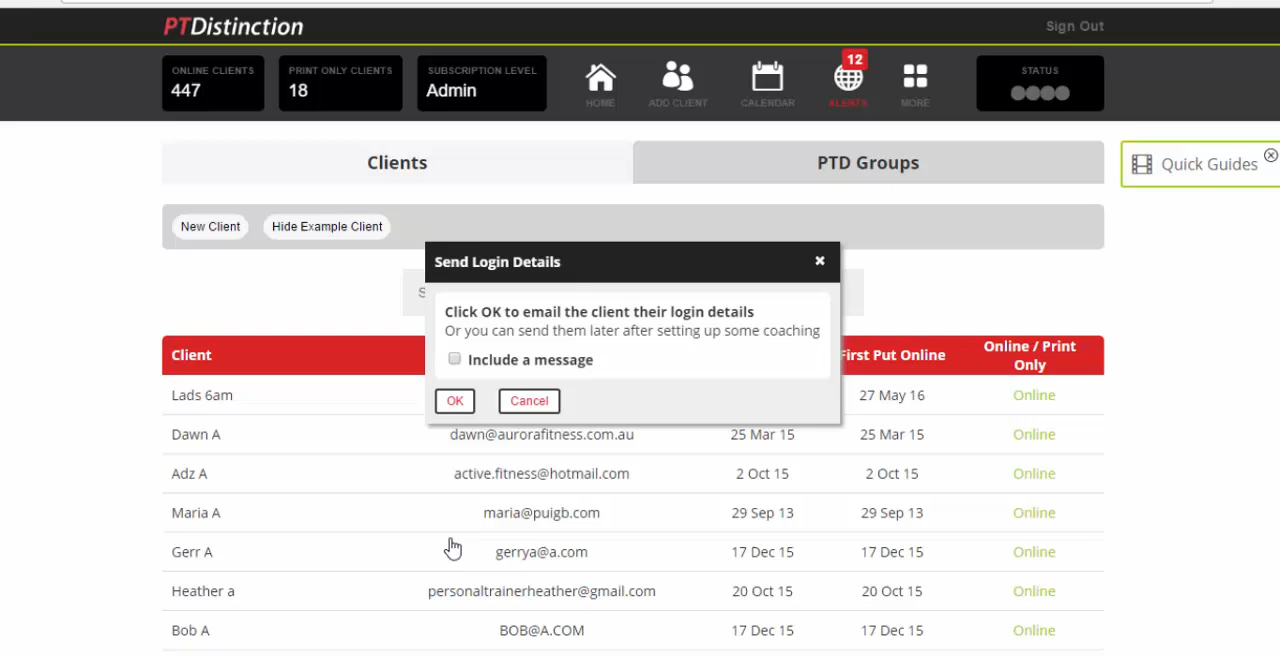 PTDistinction
Sign Out
ONLINE CLIENTS
447
PRINT ONLY CLIENTS
18
SUBSCRIPTION LEVEL
Admin
HOME
ADD CLIENT
CALENDAR
12
ALERTS
MORE
STATUS
Clients
PTD Groups
Quick Guides
New Client
Hide Example Client
Send Login Details
Click OK to email the client their login details
Or you can send them later after setting up some coaching
Include a message
OK
Cancel
Client
First Put Online
Online / Print
Only
Lads 6am
27 May 16
Online
Dawn A
dawn@aurorafitness.com.au
25 Mar 15
25 Mar 15
Online
Adz A
active.fitness@hotmail.com
2 Oct 15
2 Oct 15
Online
Maria A
maria@puigb.com
29 Sep 13
29 Sep 13
Online
Gerr A
gerrya@a.com
17 Dec 15
17 Dec 15
Online
Heather a
personaltrainerheather@gmail.com
20 Oct 15
20 Oct 15
Online
Bob A
BOB@A.COM
17 Dec 15
17 Dec 15
Online